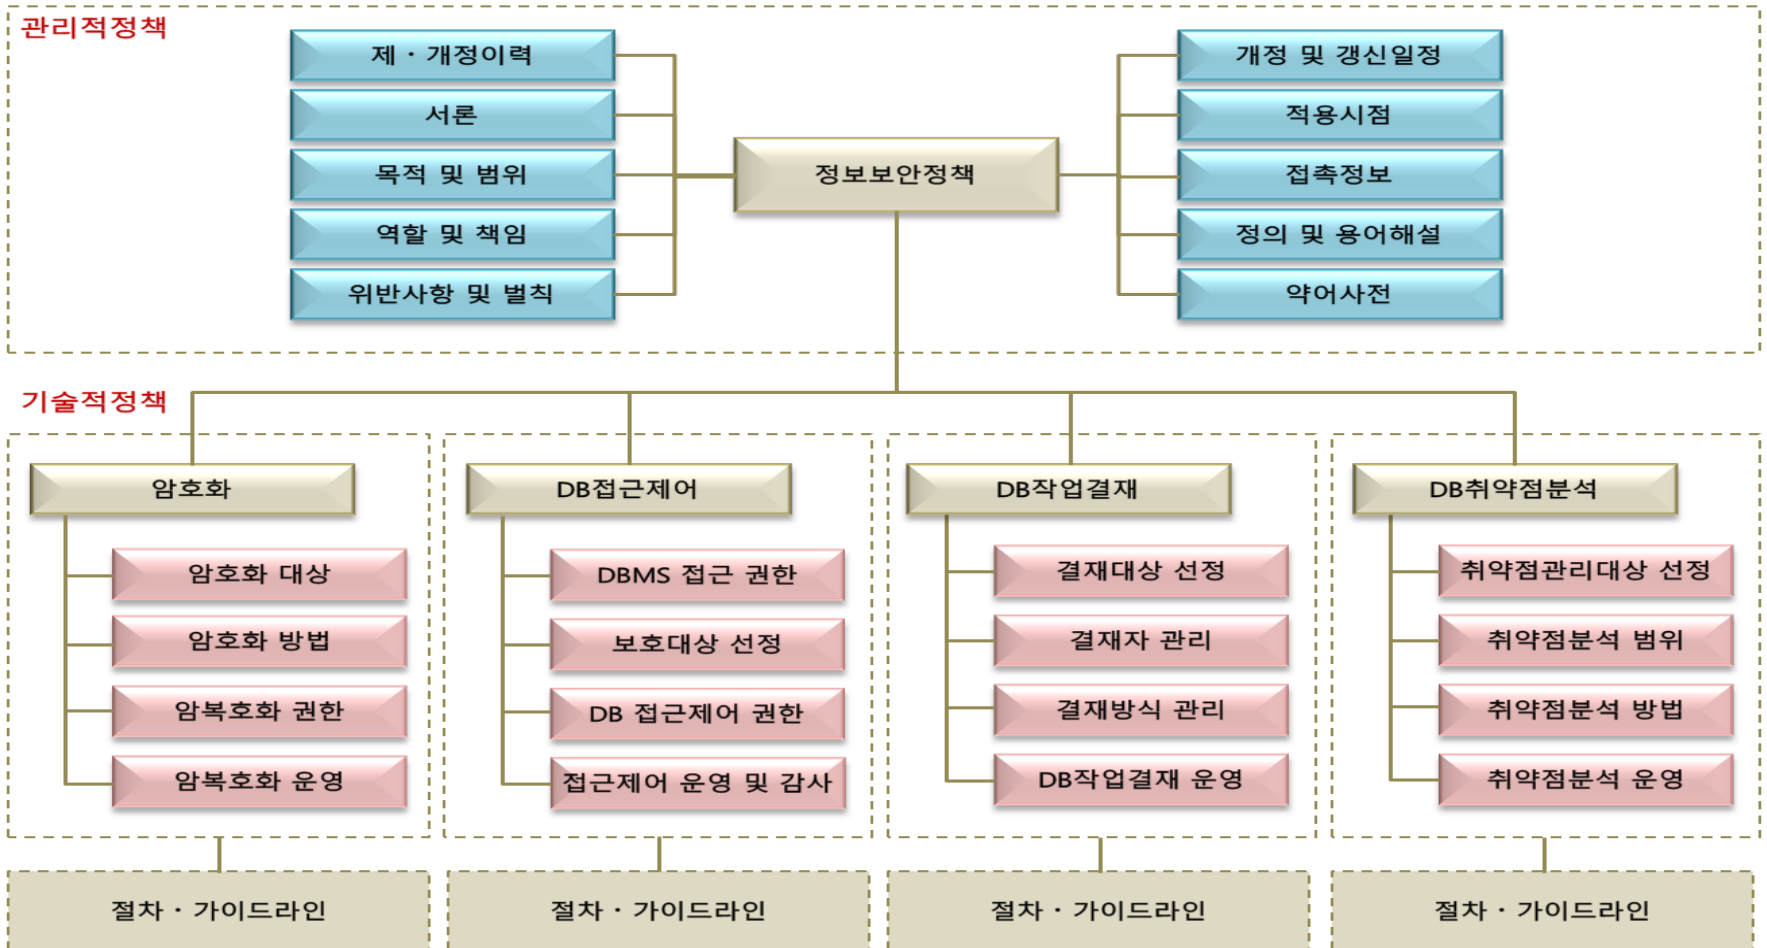 관리적정책
제 · 개정이력
서론
목적 및 범위
역할 및 책임
위반사항 및 벌칙
정보보안정책
개정 및 갱신일정
적용시점
접촉정보
정의 및 용어해설
약어사전
기술적정책
암호화
암호화 대상
암호화 방법
암복호화 권한
암복호화 운영
절차 · 가이드라인
DB접근제어
DBMS 접근 권한
보호대상 선정
DB 접근제어 권한
접근제어 운영 및 감사
절차 · 가이드라인
DB작업결재
결재대상 선정
결재자 관리
결재방식 관리
DB작업결재 운영
절차 · 가이드라인
DB취약점분석
취약점관리대상 선정
취약점분석 범위
취약점분석 방법
취약점분석 운영
절차 · 가이드라인